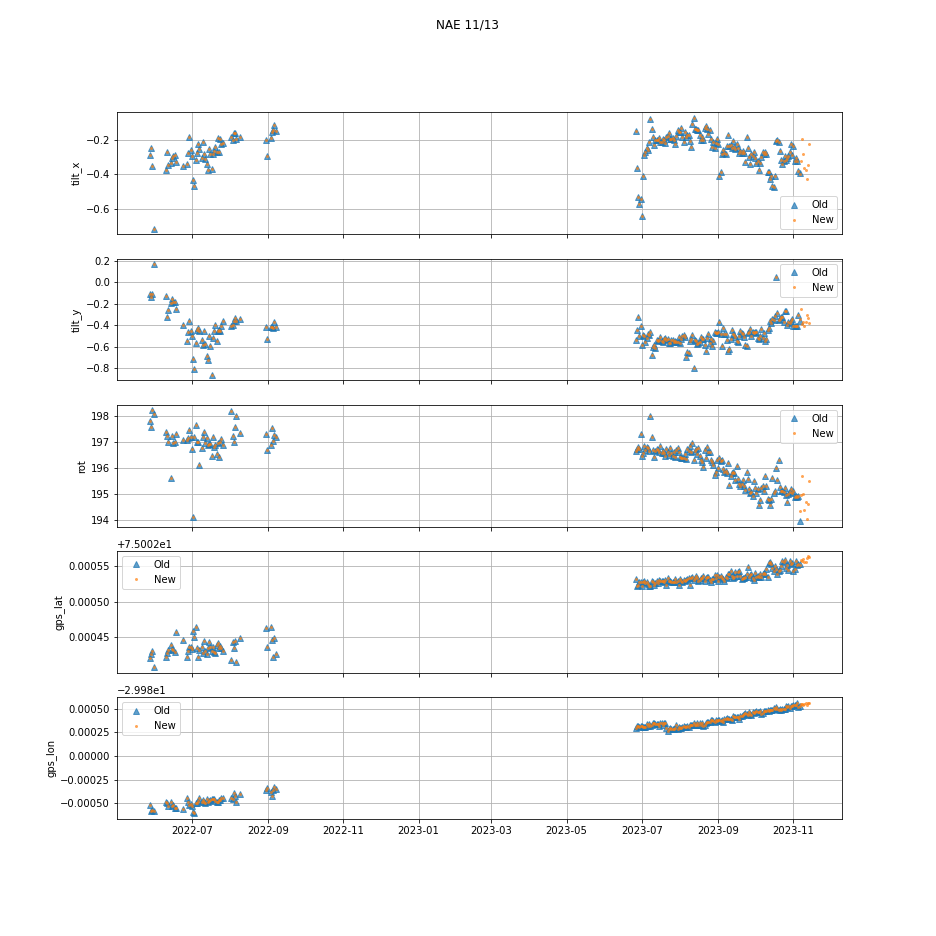 NAE 11/13
−0.2
−0.4
−0.6
tilt_x
Old
New
0.2
0.0
−0.2
−0.4
−0.6
−0.8
tilt_y
Old
New
198
197
196
195
194
rot
Old
New
+7.5002e1
0.00055
0.00050
0.00045
gps_lat
Old
New
−2.998e1
0.00050
0.00025
0.00000
−0.00025
−0.00050
gps_lon
Old
New
2022-07 2022-09 2022-11 2023-01 2023-03 2023-05 2023-07 2023-09 2023-11